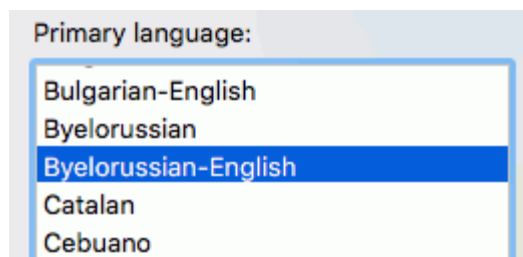 Primary language:
Bulgarian-English
Byelorussian
Byelorussian-English
Catalan
Cebuano